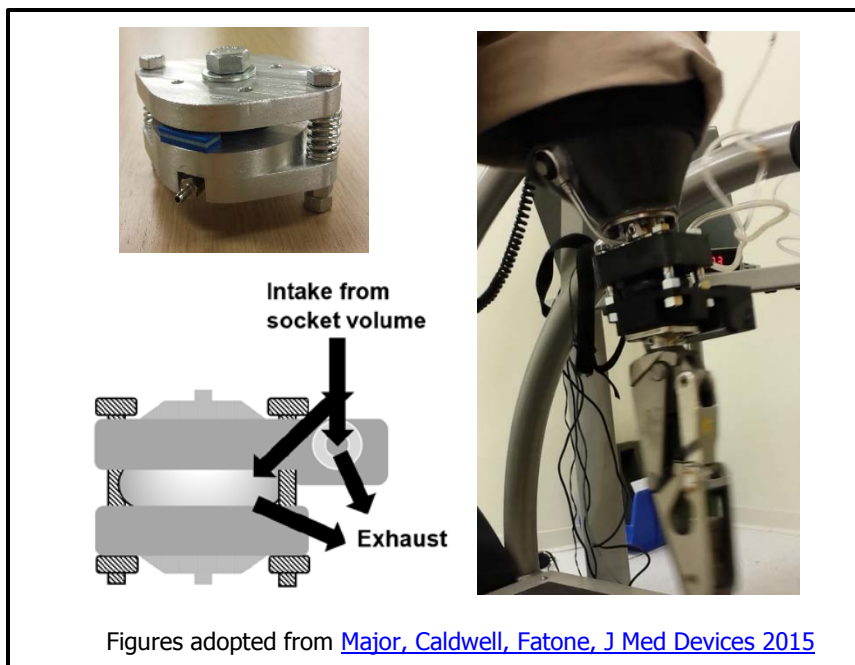 Intake from
socket volume
Exhaust
Figures adopted from Major, Caldwell, Fatone, J Med Devices 2015